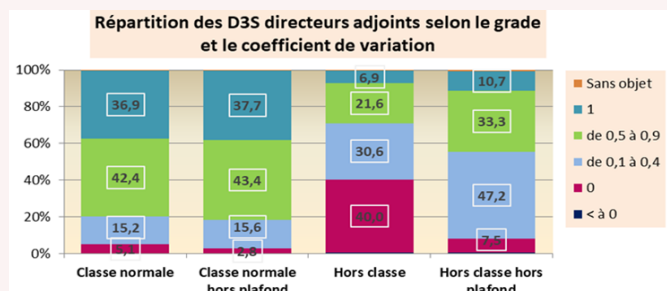 Répartition des D3S directeurs adjoints selon le grade
et le coefficient de variation
100%
80%
60%
40%
20%
0%
36,9
42,4
15,2
37,7
43,4
15,6
2,8
6,9
21,6
30,6
40,0
10,7
33,3
47,2
7,5
Classe normale
Classe normale
hors plafond
Hors classe
Hors classe hors
plafond
Sans objet
1
de 0,5 à 0,9
de 0,1 à 0,4
0
< à 0